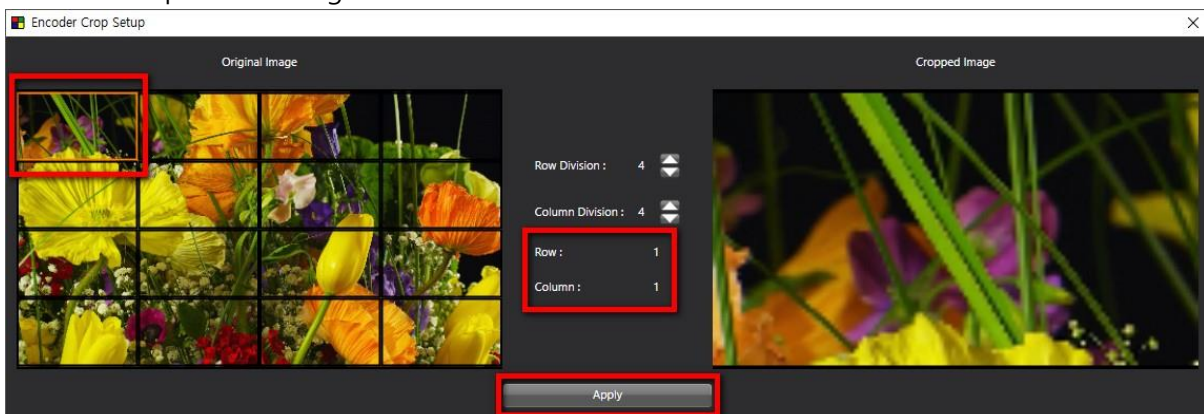 Encoder Crop Setup
Original Image
Cropped Image
Row Division : 4
Column Division : 4
Row : 1
Column : 1
Apply